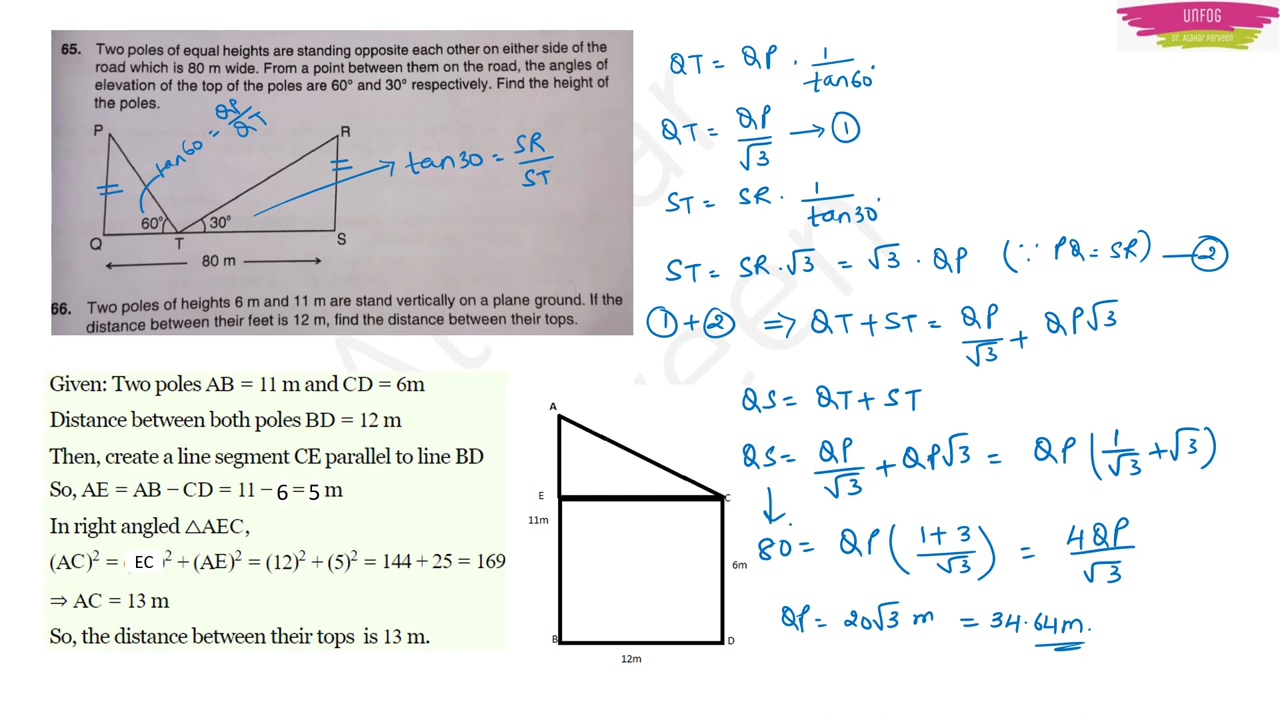 UNFOG
Dr. Atahar Parveen
65. Two poles of equal heights are standing opposite each other on either side of the
road which is 80 m wide. From a point between them on the road, the angles of
elevation of the top of the poles are 60° and 30° respectively. Find the height of
the poles.
P
R
tan60 = QP/QT
tan30 = SR/ST
60°
30°
Q
T
S
80 m
66. Two poles of heights 6 m and 11 m are stand vertically on a plane ground. If the
distance between their feet is 12 m, find the distance between their tops.
Given: Two poles AB = 11 m and CD = 6m
Distance between both poles BD = 12 m
Then, create a line segment CE parallel to line BD
So, AE = AB − CD = 11 − 6 = 5 m
In right angled △AEC,
(AC)² = ( EC )² + (AE)² = (12)² + (5)² = 144 + 25 = 169
⇒ AC = 13 m
So, the distance between their tops is 13 m.
A
E
C
11m
6m
B
D
12m
QT = QP · 1/tan60°
QT = QP/√3 → ①
ST = SR · 1/tan30°
ST = SR · √3 = √3 · QP (∵ PQ = SR) — ②
① + ② ⇒ QT + ST = QP/√3 + QP√3
QS = QT + ST
QS = QP/√3 + QP√3 = QP (1/√3 + √3)
↓
80 = QP (1+3/√3) = 4QP/√3
QP = 20√3 m = 34.64m.